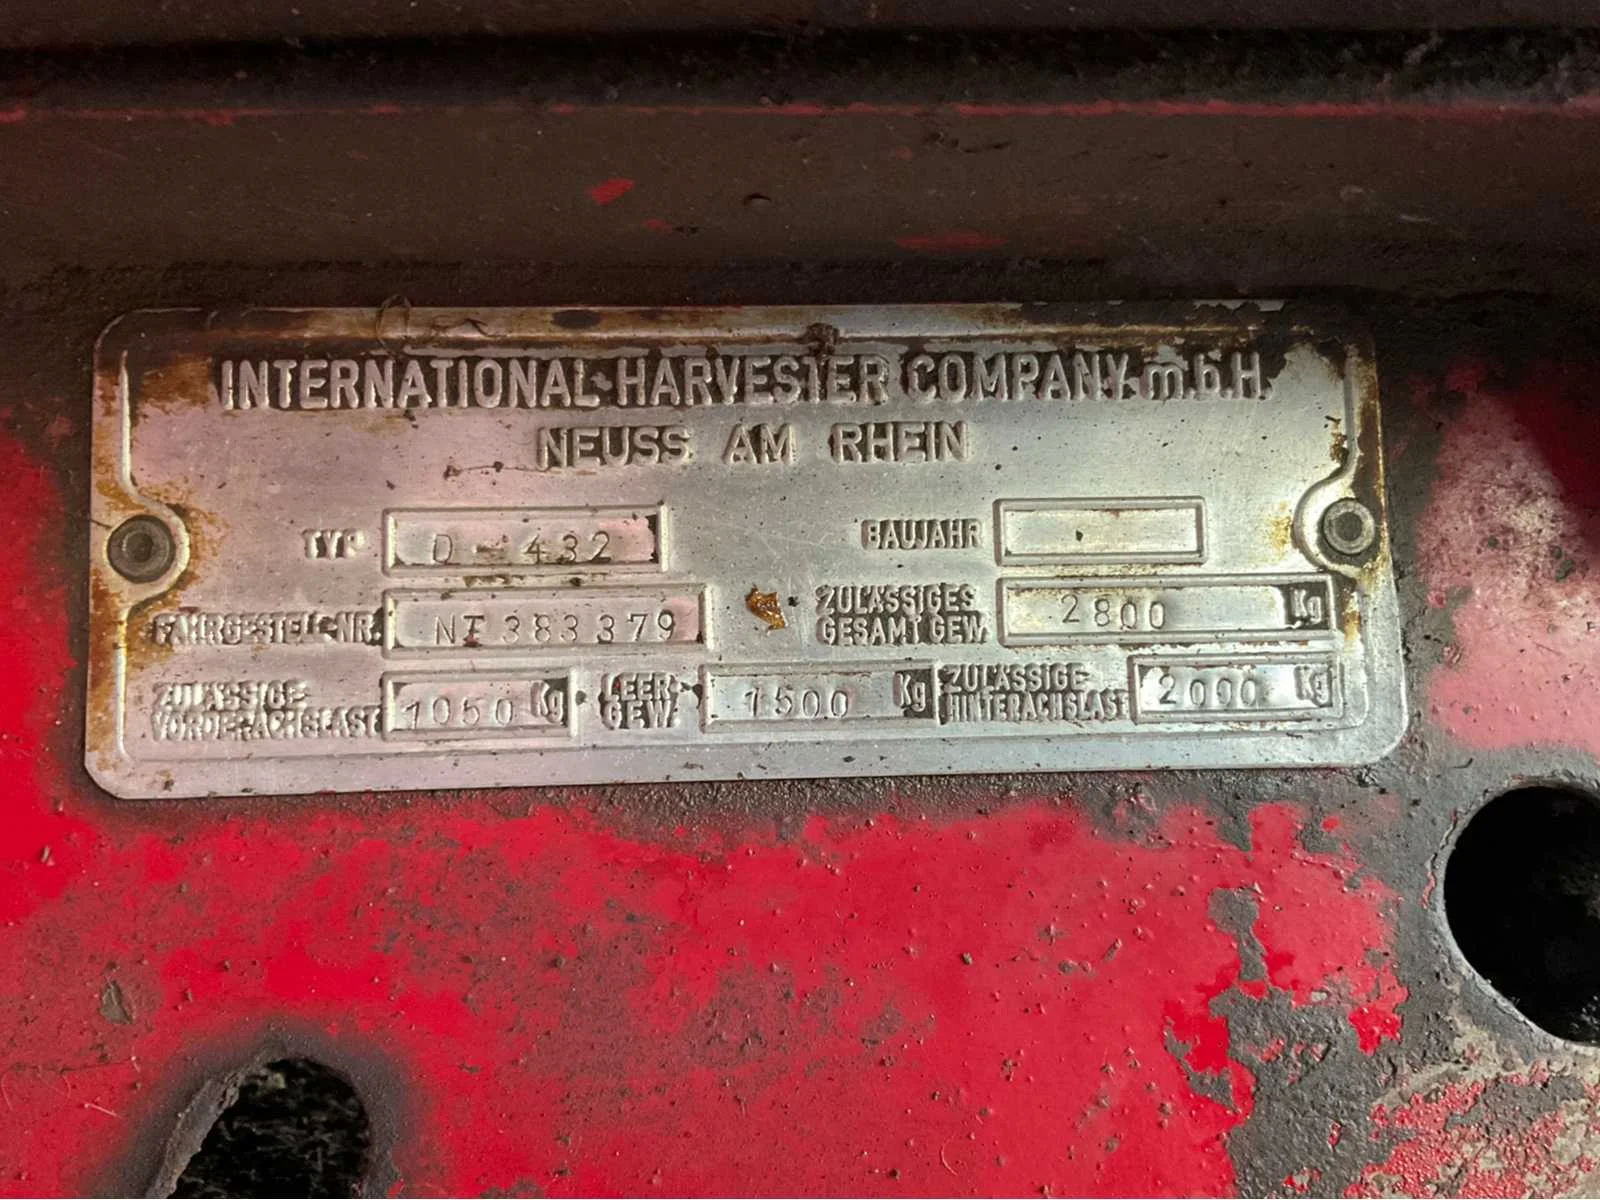 INTERNATIONAL HARVESTER COMPANY m.b.H.
NEUSS AM RHEIN
TYP D-432 BAUJAHR
FAHRGESTELL-NR. NT 383379 ZULÄSSIGES GESAMT GEW. 2800 Kg
ZULÄSSIGE VORDERACHSLAST 1050 Kg LEER GEW. 1500 Kg ZULÄSSIGE HINTERACHSLAST 2000 Kg